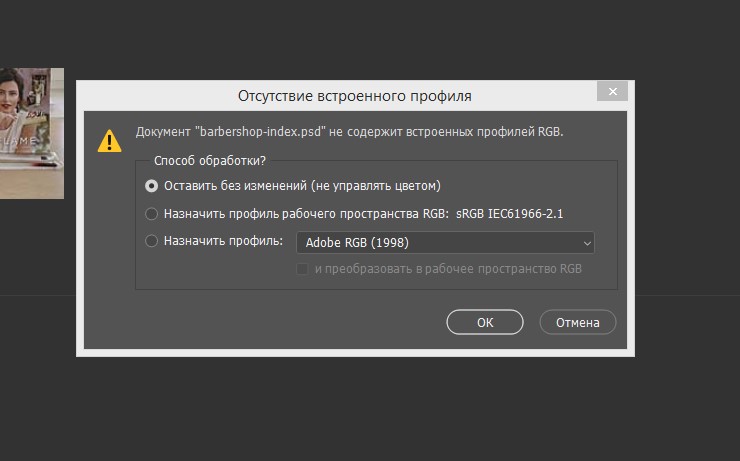 Отсутствие встроенного профиля
Документ "barbershop-index.psd" не содержит встроенных профилей RGB.
Способ обработки?
Оставить без изменений (не управлять цветом)
Назначить профиль рабочего пространства RGB: sRGB IEC61966-2.1
Назначить профиль: Adobe RGB (1998)
и преобразовать в рабочее пространство RGB
OK Отмена